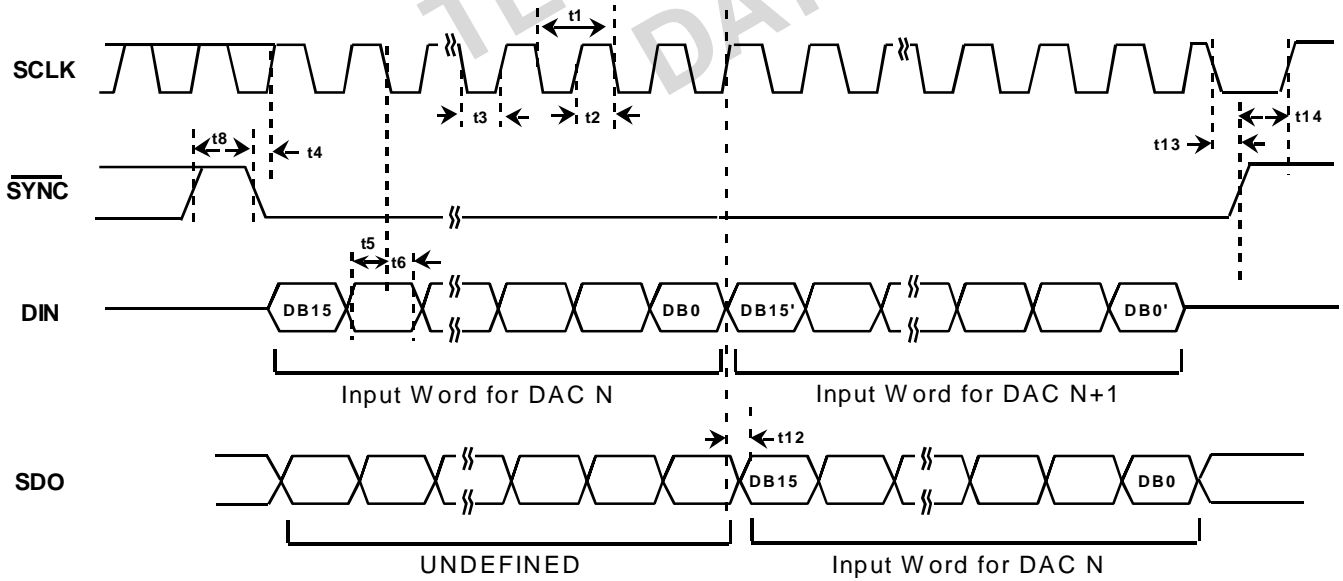 t1
SCLK
t3
t2
t8
t4
t13
t14
SYNC
t5
t6
DIN
DB15
DB0
DB15'
DB0'
Input Word for DAC N
Input Word for DAC N+1
t12
SDO
DB15
DB0
UNDEFINED
Input Word for DAC N